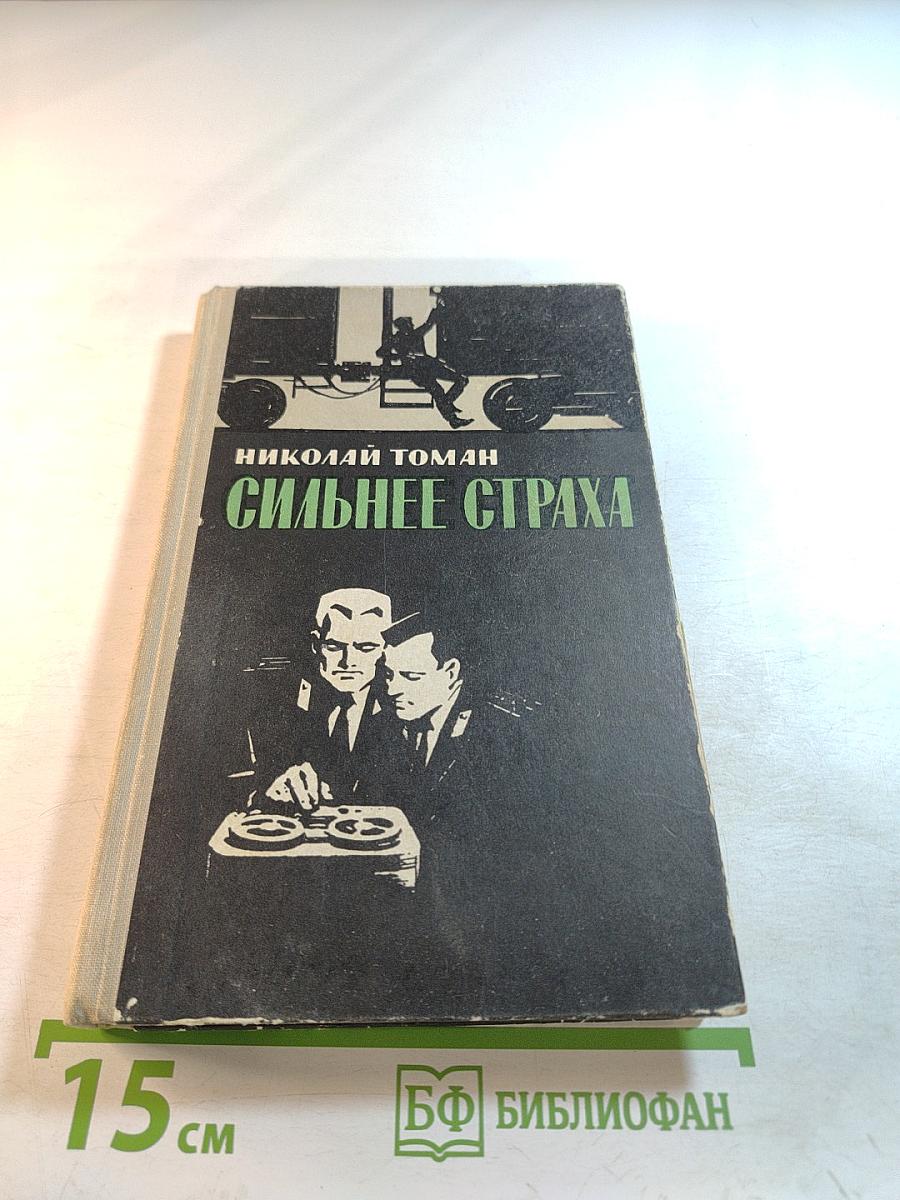 НИКОЛАЙ ТОМАН
СИЛЬНЕЕ СТРАХА
15 см
БФ БИБЛИОФАН